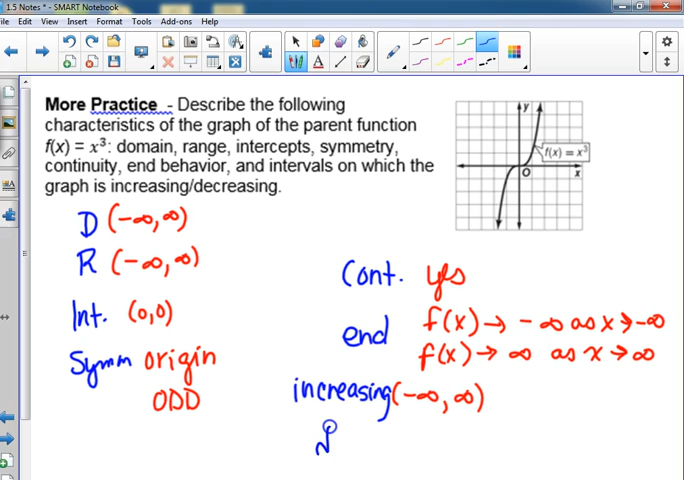 1.5 Notes * - SMART Notebook
File Edit View Insert Format Tools Add-ons Help
More Practice - Describe the following
characteristics of the graph of the parent function
f(x) = x³: domain, range, intercepts, symmetry,
continuity, end behavior, and intervals on which the
graph is increasing/decreasing.
y
f(x) = x³
O
x
D (-∞, ∞)
R (-∞, ∞)
Int. (0,0)
Symm origin
ODD
Cont. yes
end f(x) → -∞ as x → -∞
f(x) → ∞ as x → ∞
increasing (-∞, ∞)